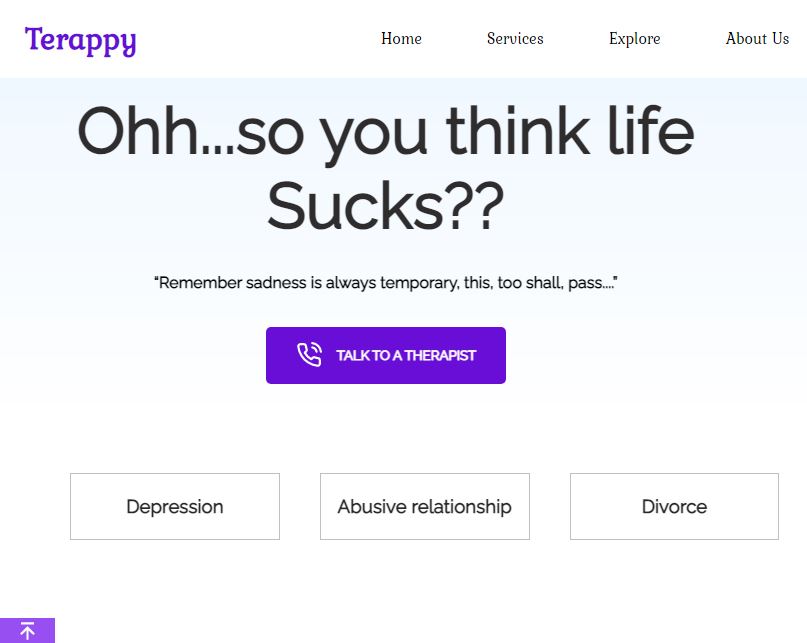 Terappy
Home Services Explore About Us
Ohh...so you think life
Sucks??
“Remember sadness is always temporary, this, too shall, pass....”
TALK TO A THERAPIST
Depression Abusive relationship Divorce